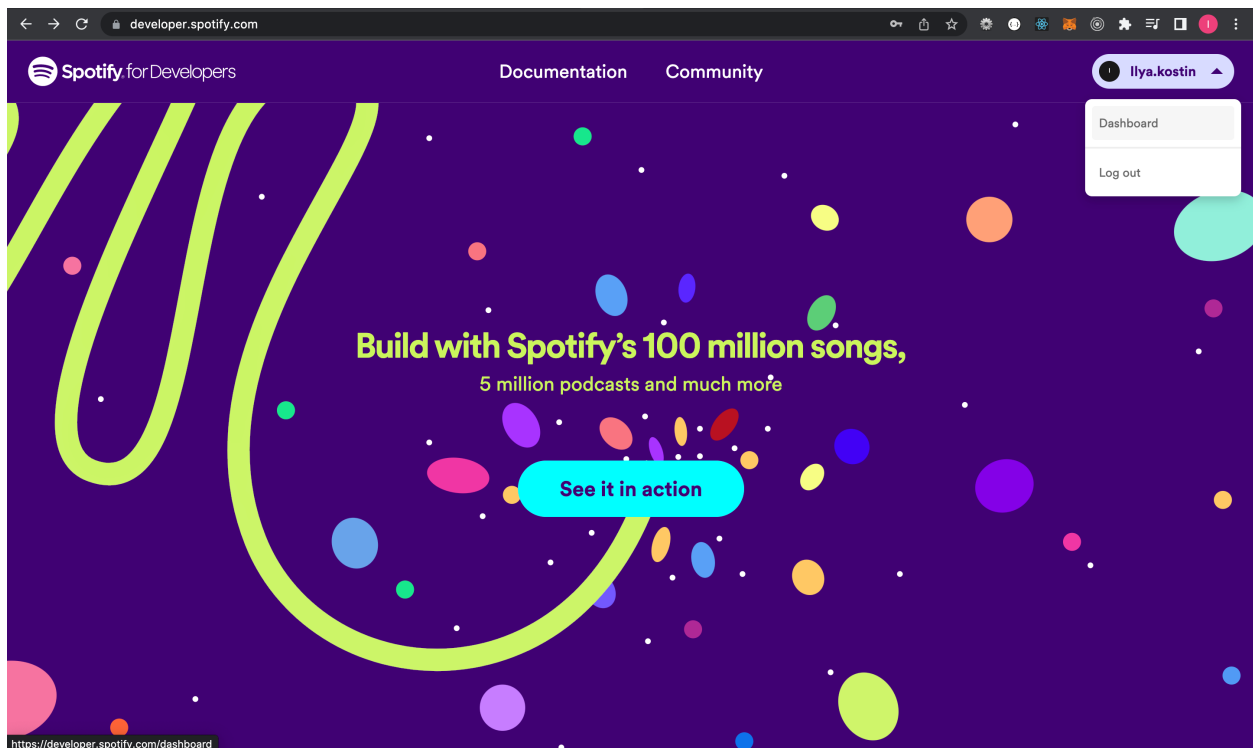 developer.spotify.com
Spotify for Developers
Documentation
Community
Ilya.kostin
Dashboard
Log out
Build with Spotify's 100 million songs,
5 million podcasts and much more
See it in action
https://developer.spotify.com/dashboard